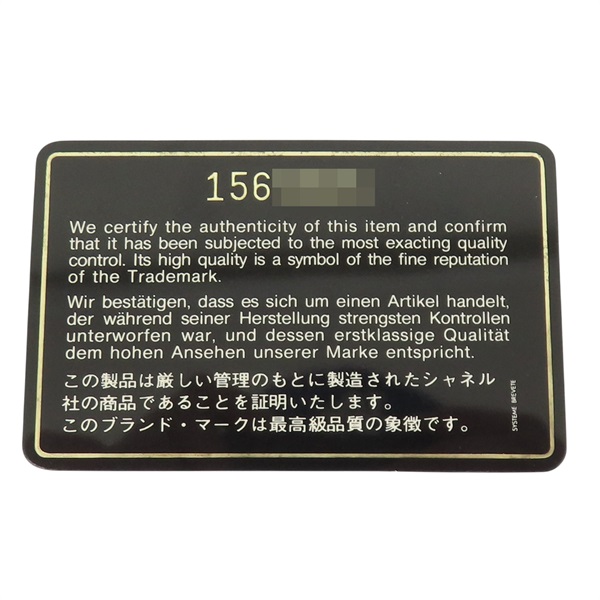 156
We certify the authenticity of this item and confirm
that it has been subjected to the most exacting quality
control. Its high quality is a symbol of the fine reputation
of the Trademark.
Wir bestätigen, dass es sich um einen Artikel handelt,
der während seiner Herstellung strengsten Kontrollen
unterworfen war, und dessen erstklassige Qualität
dem hohen Ansehen unserer Marke entspricht.
この製品は厳しい管理のもとに製造されたシャネル
社の商品であることを証明いたします。
このブランド・マークは最高級品質の象徴です。
SYSTEME BREVETE